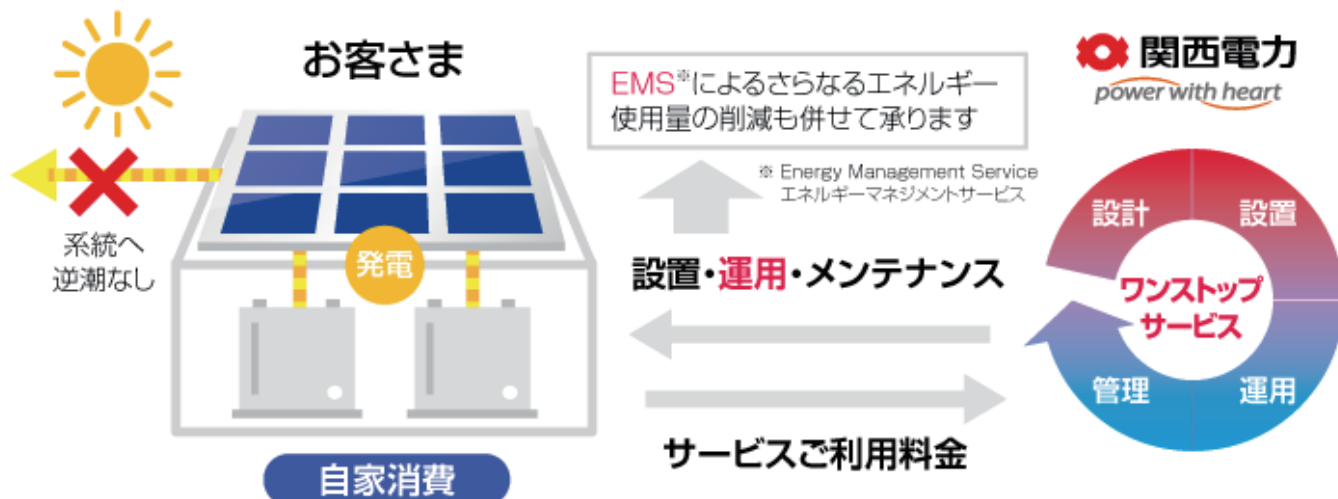 お客さま
関西電力
power with heart
EMS※によるさらなるエネルギー
使用量の削減も併せて承ります
※ Energy Management Service
エネルギーマネジメントサービス
系統へ
逆潮なし
発電
設置・運用・メンテナンス
サービスご利用料金
自家消費
設計
設置
ワンストップ
サービス
管理
運用